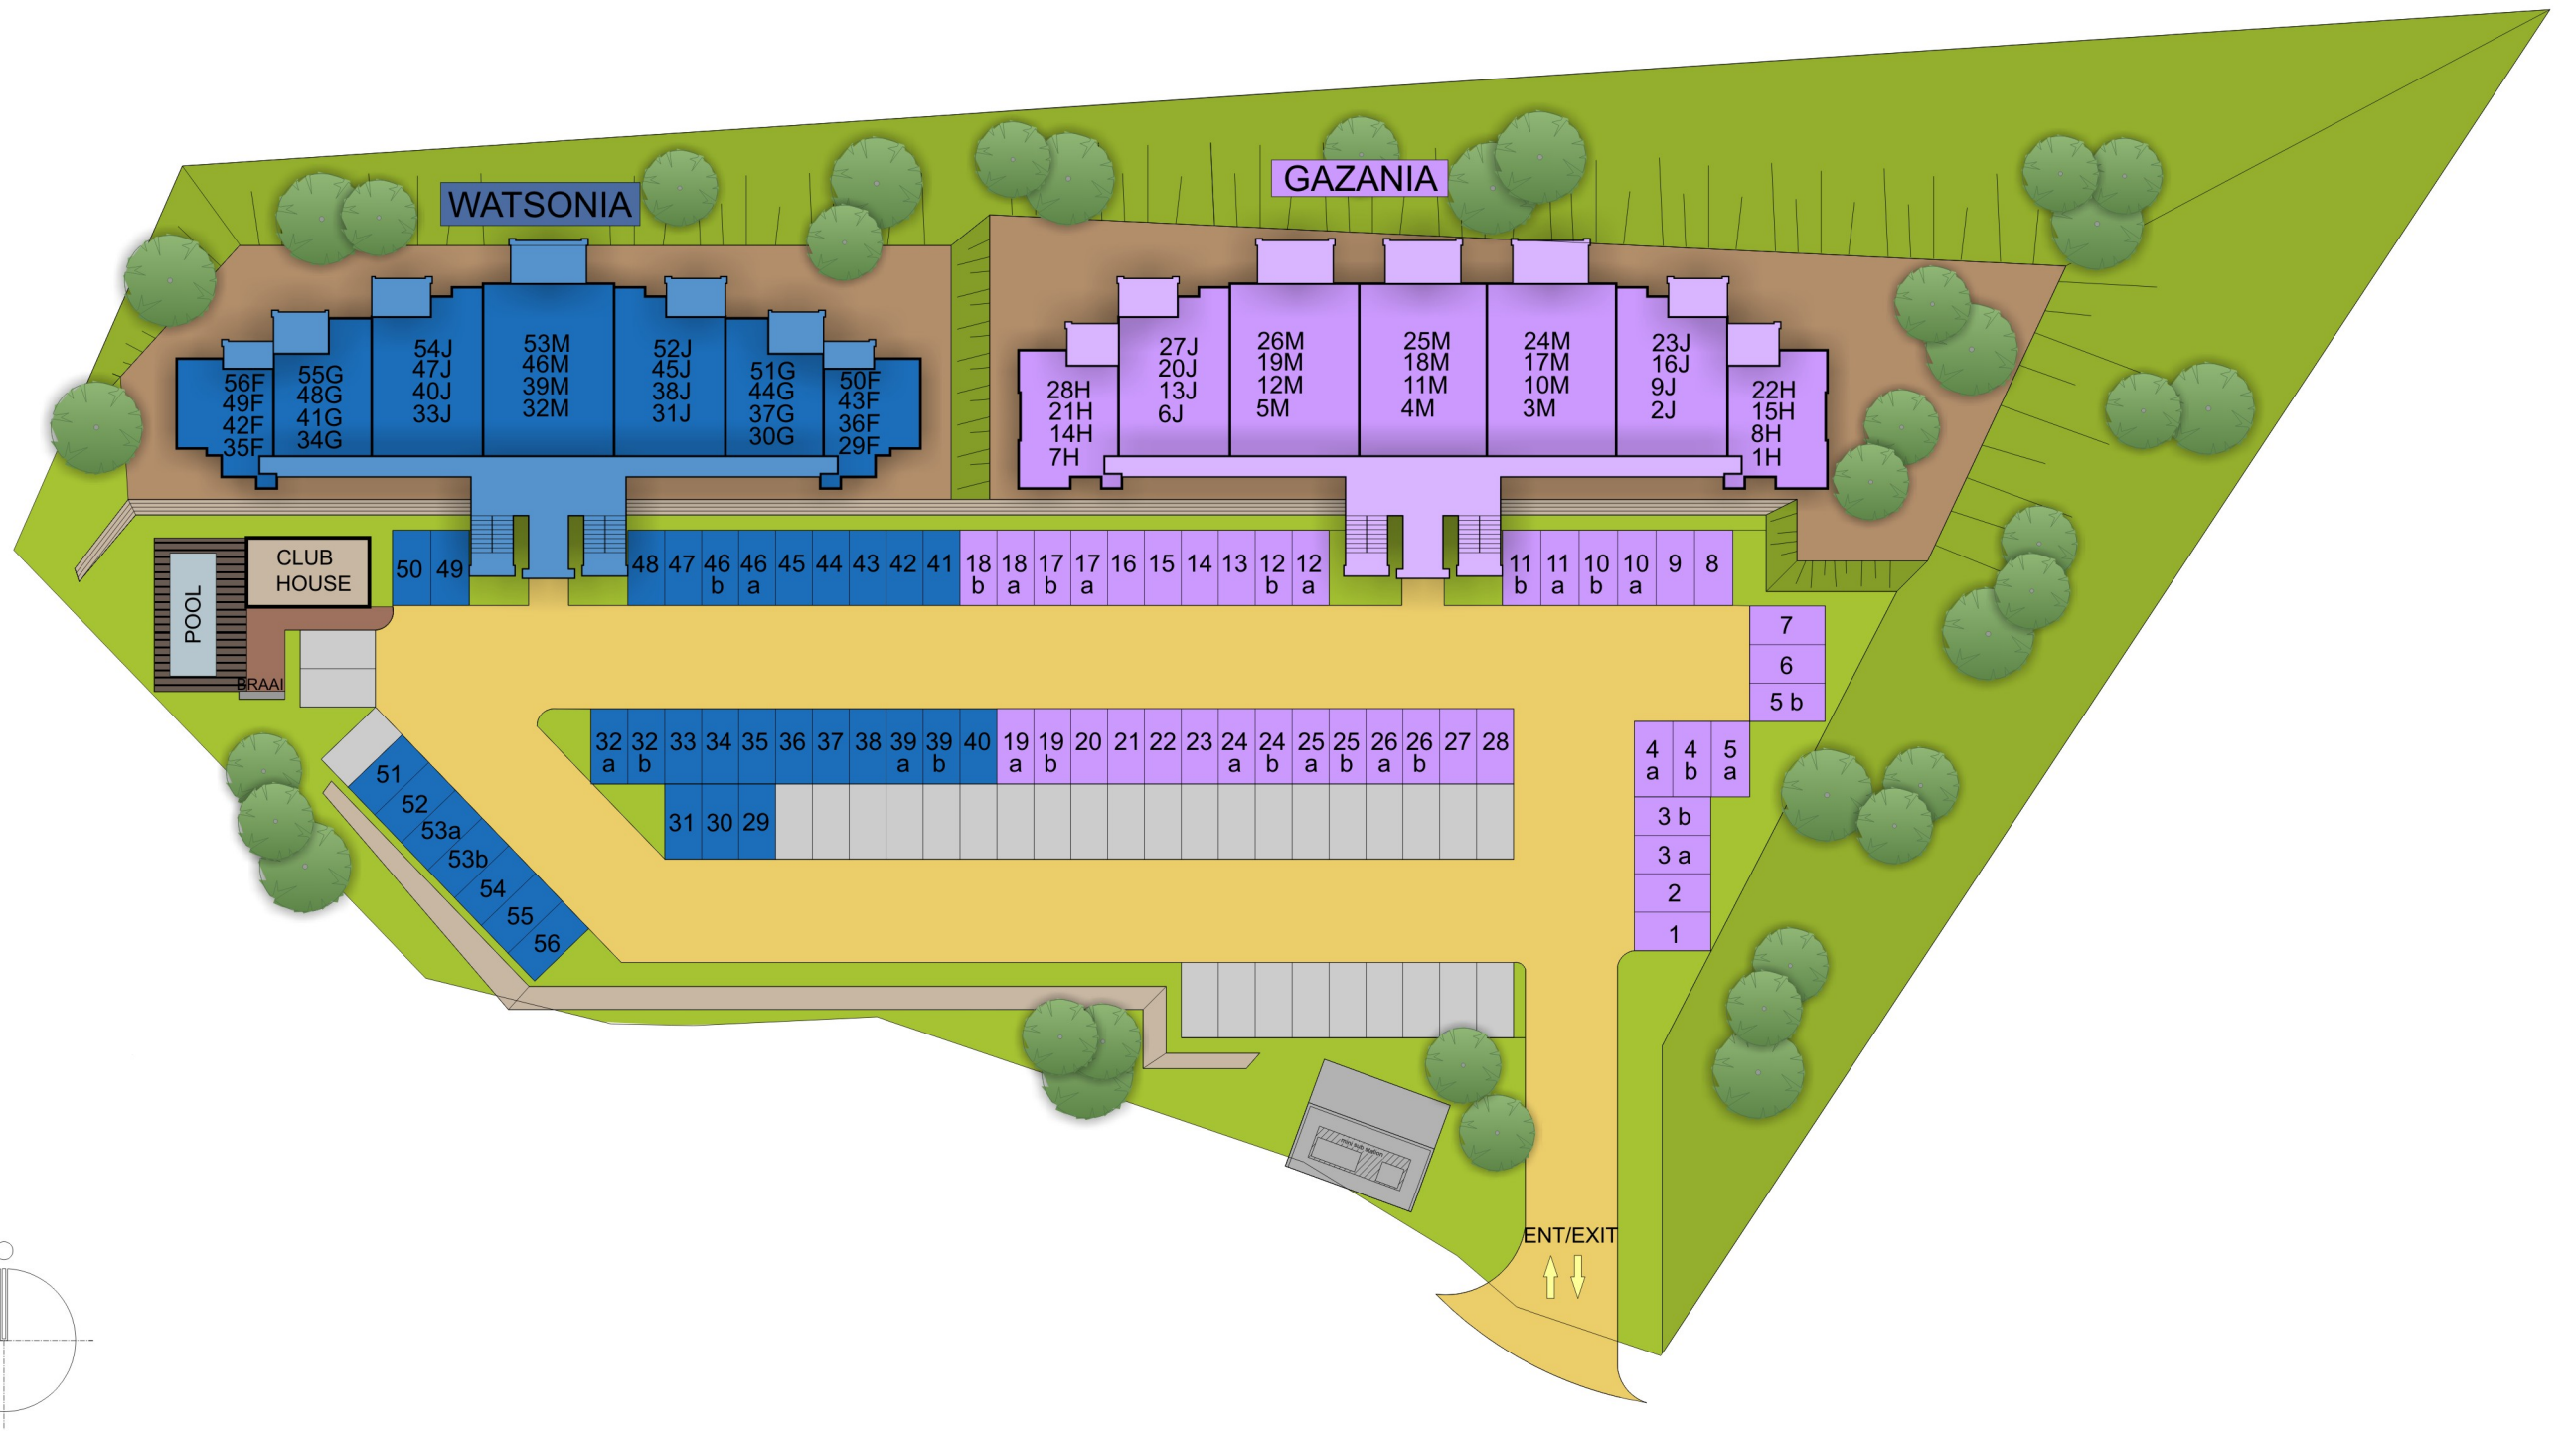 WATSONIA
GAZANIA
56F
49F
42F
35F
55G
48G
41G
34G
54J
47J
40J
33J
53M
46M
39M
32M
52J
45J
38J
31J
51G
44G
37G
30G
50F
43F
36F
29F
28H
21H
14H
7H
27J
20J
13J
6J
26M
19M
12M
5M
25M
18M
11M
4M
24M
17M
10M
3M
23J
16J
9J
2J
22H
15H
8H
1H
CLUB
HOUSE
POOL
BRAAI
50 49 48 47 46 46 45 44 43 42 41 18 18 17 17 16 15 14 13 12 12 11 11 10 10 9 8
b a b a b a b a b a b a
7
6
5 b
32 32 33 34 35 36 37 38 39 39 40 19 19 20 21 22 23 24 24 25 25 26 26 27 28
a b a b a b a b a b a b
31 30 29
4 4 5
a b a
3 b
3 a
2
1
51
52
53a
53b
54
55
56
mini sub station
ENT/EXIT